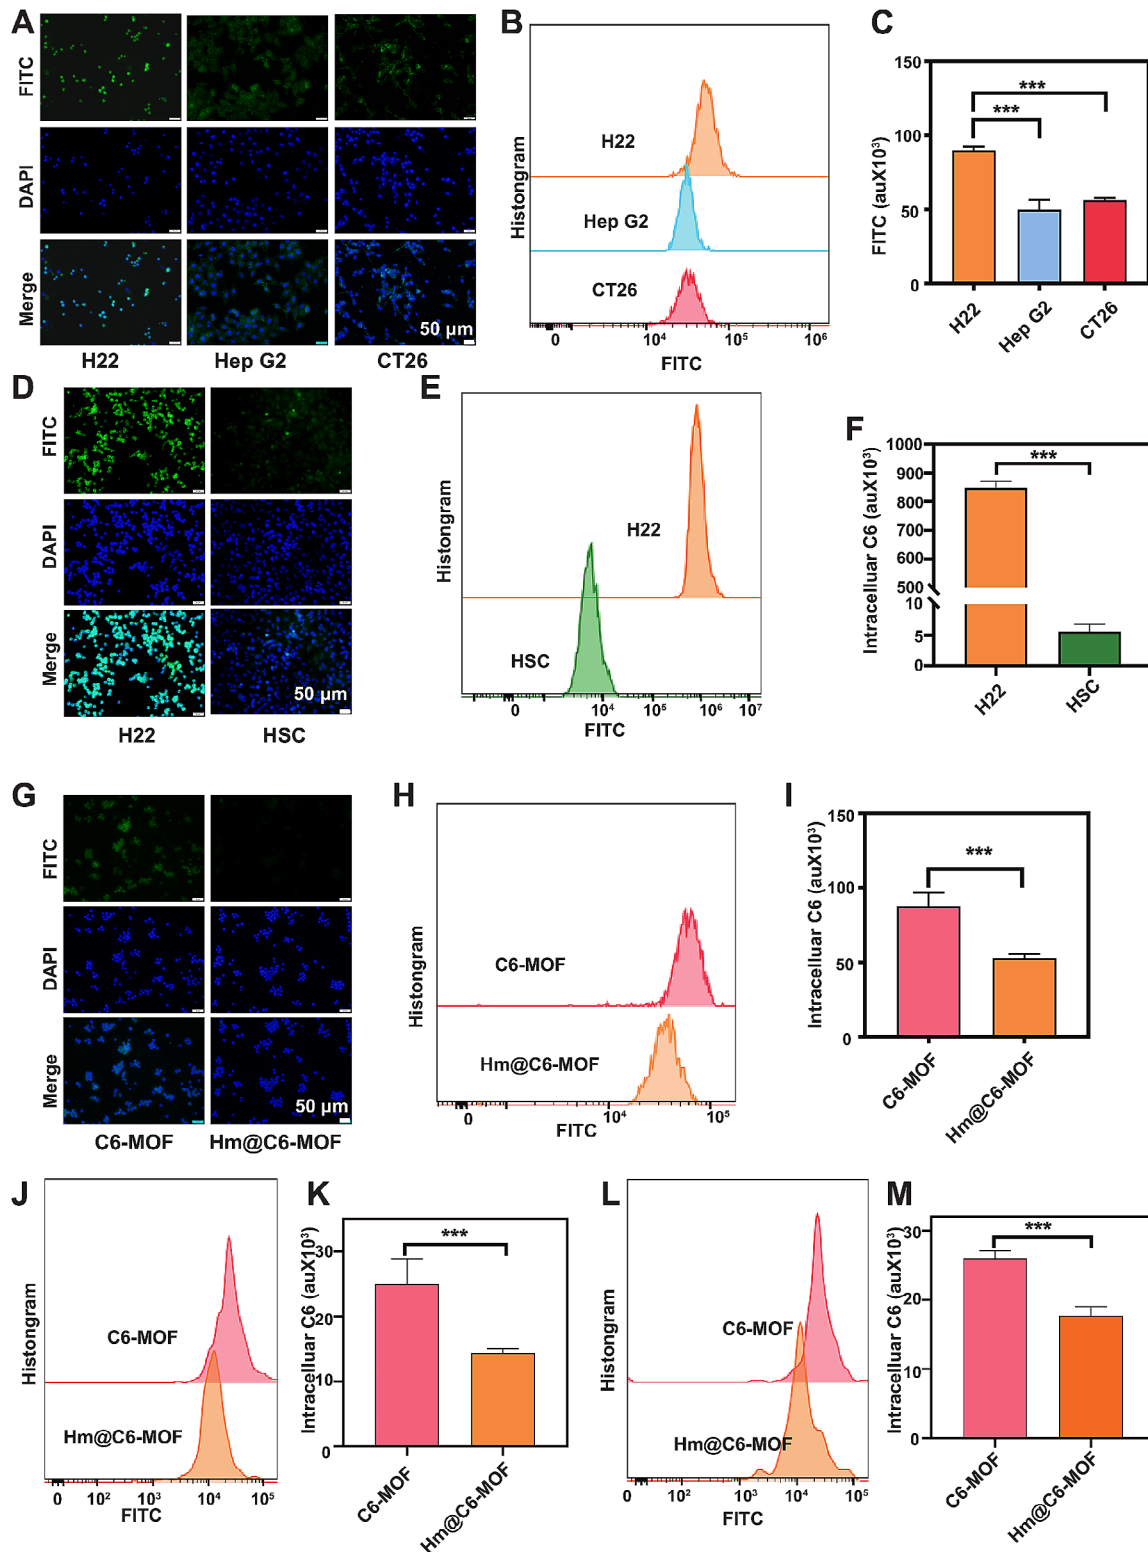 A
FITC
DAPI
Merge
50 µm
H22
Hep G2
CT26
B
Histongram
H22
Hep G2
CT26
0
10⁴
10⁵
10⁶
FITC
C
FITC (auX10³)
150
100
50
0
***
***
H22
Hep G2
CT26
D
FITC
DAPI
Merge
50 µm
H22
HSC
E
Histongram
H22
HSC
0
10⁴
10⁵
10⁶
10⁷
FITC
F
Intracelluar C6 (auX10³)
1000
900
800
700
600
500
10
5
0
***
H22
HSC
G
FITC
DAPI
Merge
50 µm
C6-MOF
Hm@C6-MOF
H
Histongram
C6-MOF
Hm@C6-MOF
0
10⁴
10⁵
FITC
I
Intracelluar C6 (auX10³)
150
100
50
0
***
C6-MOF
Hm@C6-MOF
J
Histongram
C6-MOF
Hm@C6-MOF
0
10²
10³
10⁴
10⁵
FITC
K
Intracelluar C6 (auX10³)
30
20
10
0
***
C6-MOF
Hm@C6-MOF
L
Histongram
C6-MOF
Hm@C6-MOF
0
10²
10³
10⁴
10⁵
FITC
M
Intracelluar C6 (auX10³)
30
20
10
0
***
C6-MOF
Hm@C6-MOF